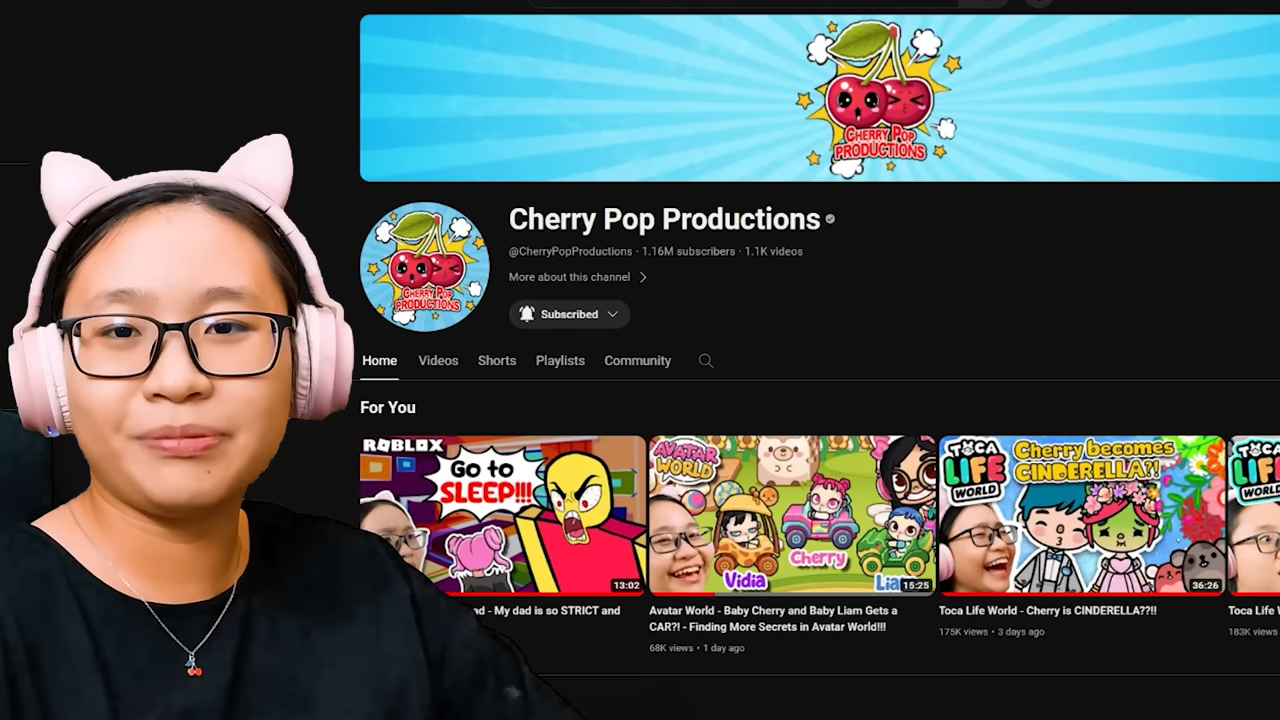 CHERRY POP
PRODUCTIONS
CHERRY POP
PRODUCTIONS
Cherry Pop Productions
@CherryPopProductions · 1.16M subscribers · 1.1K videos
More about this channel
Subscribed
Home Videos Shorts Playlists Community
For You
ROBLOX
Go to
SLEEP!!!
13:02
AVATAR
WORLD
Cherry
Vidia
15:25
TOCA
LIFE
WORLD
Cherry becomes
CINDERELLA?!
36:26
TOCA
- My dad is so STRICT and
Avatar World - Baby Cherry and Baby Liam Gets a
CAR?! - Finding More Secrets in Avatar World!!!
68K views · 1 day ago
Toca Life World - Cherry is CINDERELLA??!!
175K views · 3 days ago
Toca Life
183K views